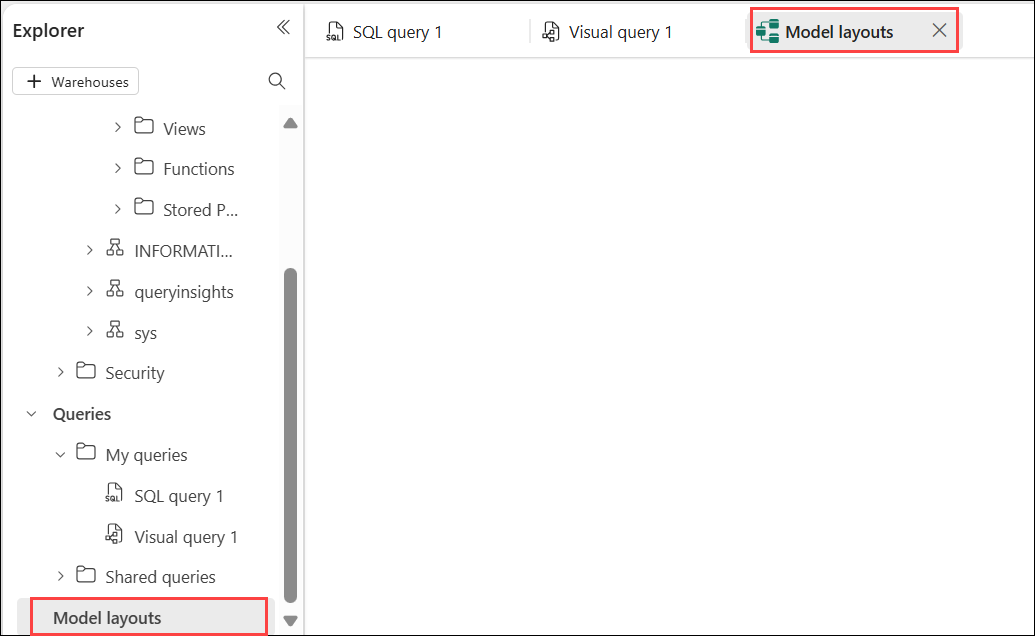 Explorer
SQL query 1
Visual query 1
Model layouts
+ Warehouses
Views
Functions
Stored P...
INFORMATI...
queryinsights
sys
Security
Queries
My queries
SQL query 1
Visual query 1
Shared queries
Model layouts